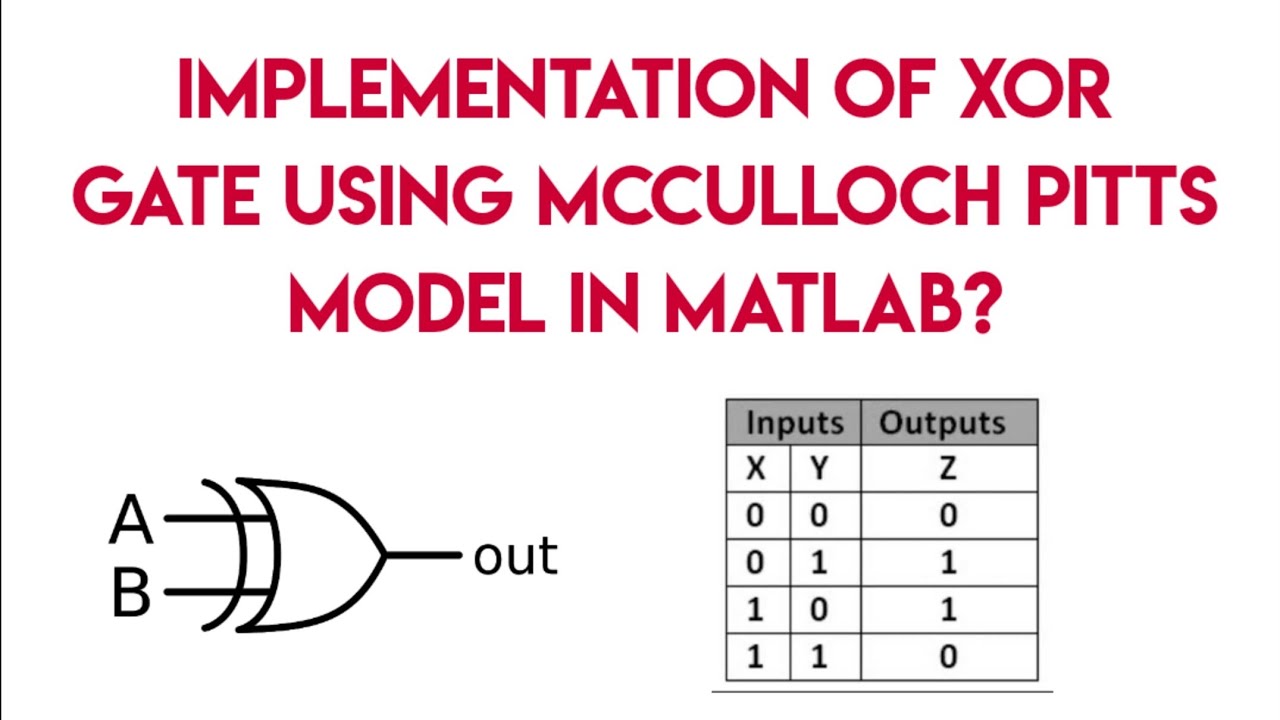 IMPLEMENTATION OF XOR
GATE USING MCCULLOCH PITTS
MODEL IN MATLAB?
Inputs Outputs
X Y Z
0 0 0
0 1 1
1 0 1
1 1 0
A
B
out